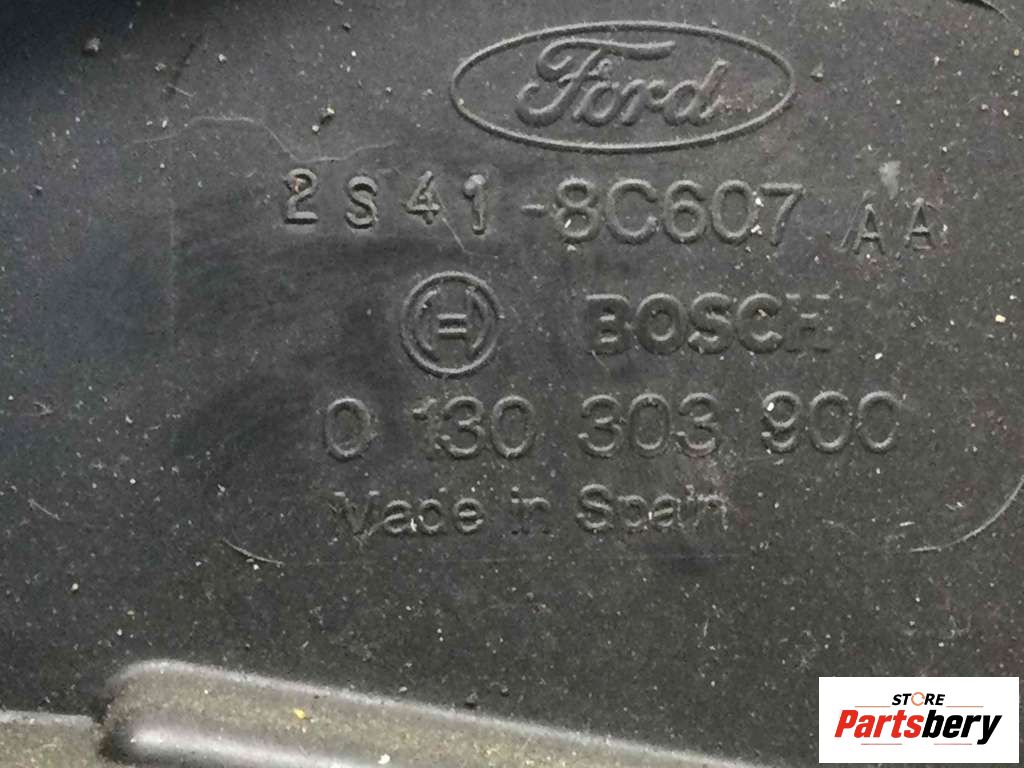 Ford
2S41-8C607 AA
BOSCH
0 130 303 900
Made in Spain
STORE
Partsbery